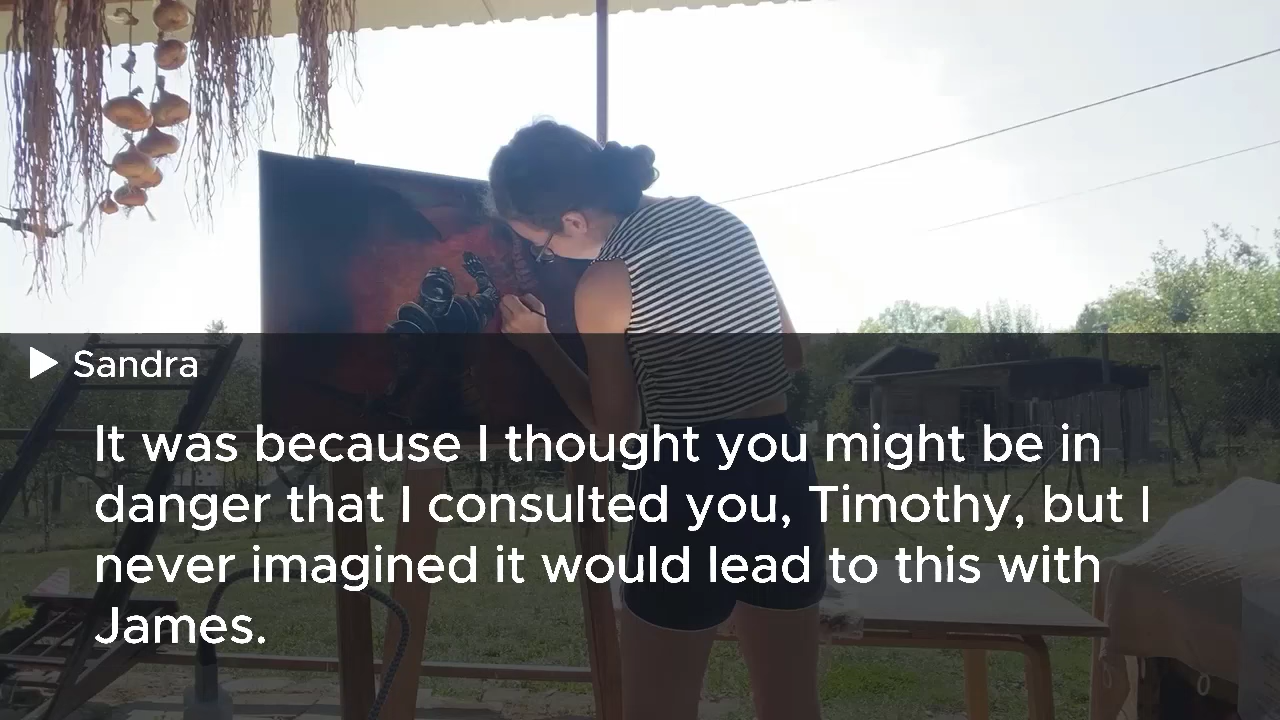 Sandra
It was because I thought you might be in
danger that I consulted you, Timothy, but I
never imagined it would lead to this with
James.